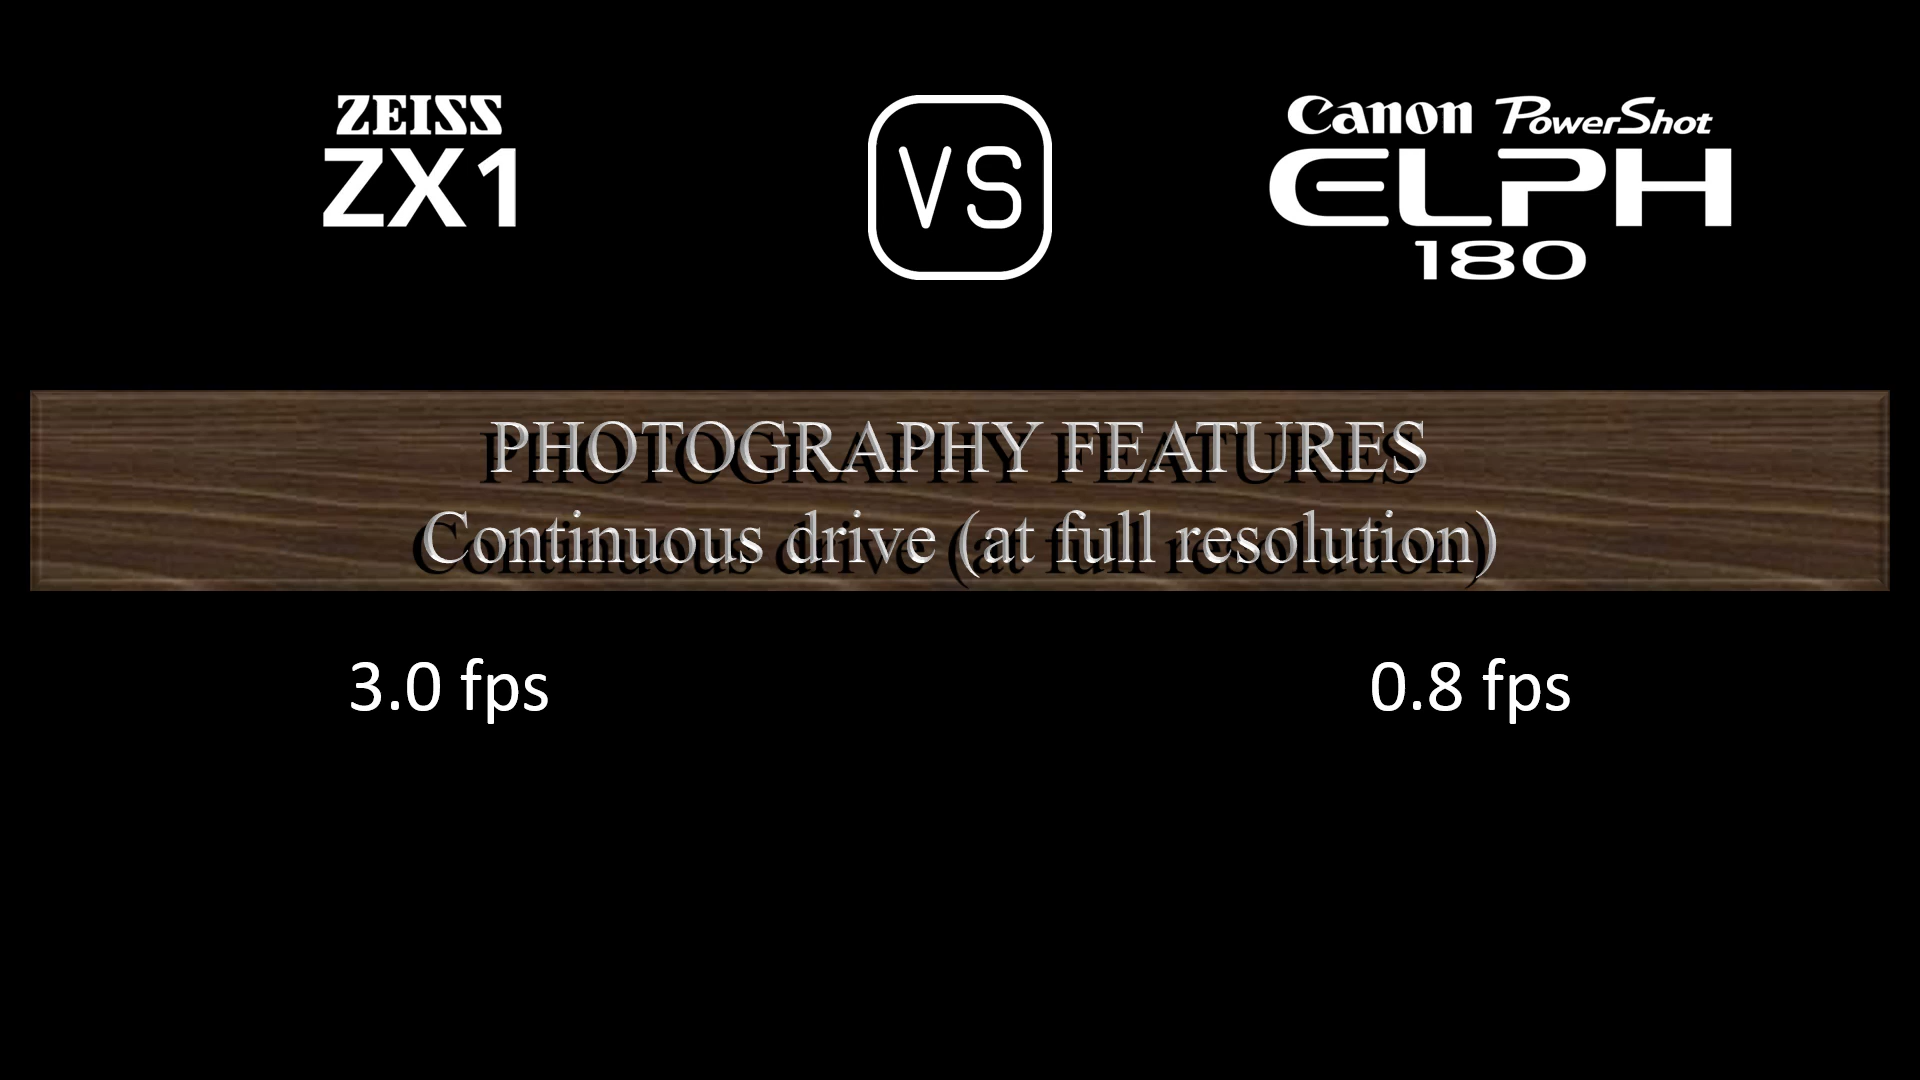 ZEISS
ZX1
VS
Canon PowerShot
ELPH
180
PHOTOGRAPHY FEATURES
Continuous drive (at full resolution)
3.0 fps
0.8 fps